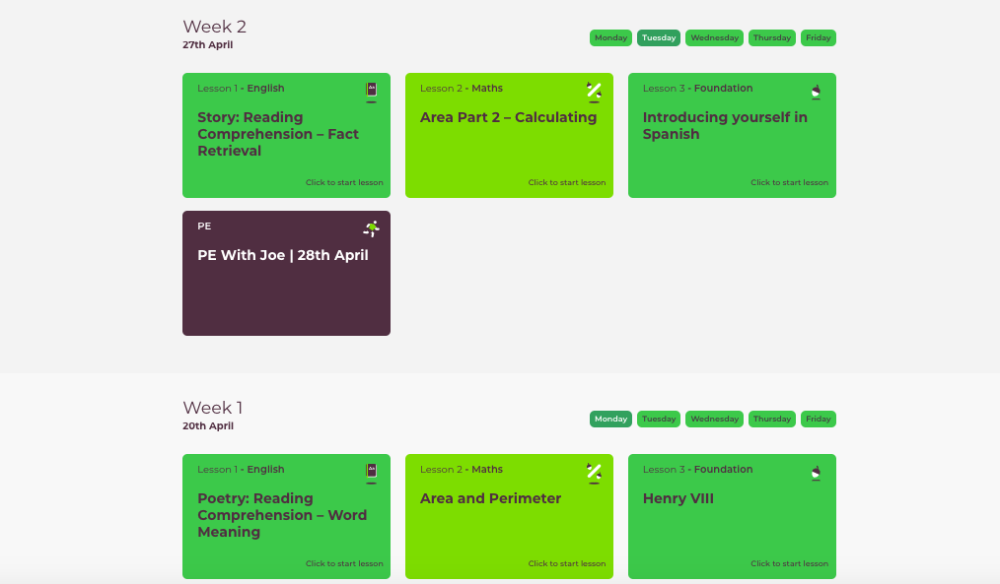 Week 2
27th April
Monday Tuesday Wednesday Thursday Friday
Lesson 1 - English
Story: Reading
Comprehension – Fact
Retrieval
Click to start lesson
Lesson 2 - Maths
Area Part 2 – Calculating
Click to start lesson
Lesson 3 - Foundation
Introducing yourself in
Spanish
Click to start lesson
PE
PE With Joe | 28th April
Week 1
20th April
Monday Tuesday Wednesday Thursday Friday
Lesson 1 - English
Poetry: Reading
Comprehension – Word
Meaning
Click to start lesson
Lesson 2 - Maths
Area and Perimeter
Click to start lesson
Lesson 3 - Foundation
Henry VIII
Click to start lesson